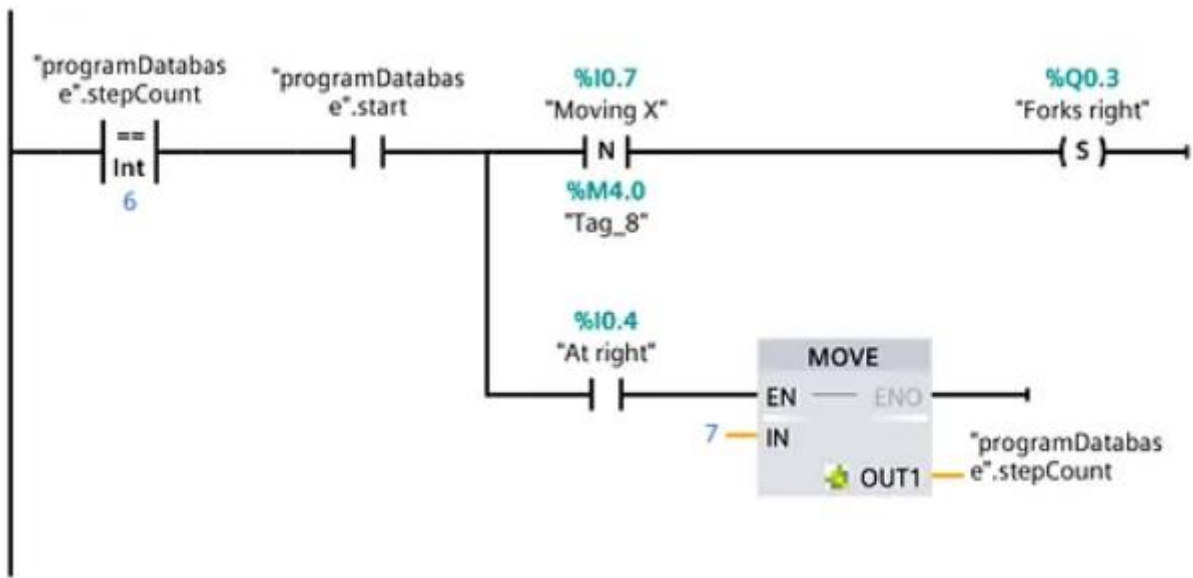 "programDatabas
e".stepCount
==
Int
6
"programDatabas
e".start
%I0.7
"Moving X"
N
%M4.0
"Tag_8"
%Q0.3
"Forks right"
S
%I0.4
"At right"
MOVE
EN
ENO
7
IN
OUT1
"programDatabas
e".stepCount